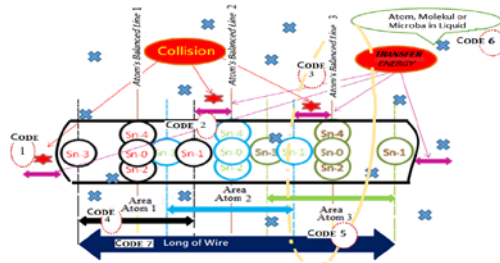 Atom's Balanced Line 1
Atom's Balanced Line 2
Atom's Balanced Line 3
Atom, Molekul or
Microba in Liquid
CODE 6
Collision
TRANSFER
ENERGY
CODE
3
CODE
1
CODE
2
Sn-4
Sn-4
Sn-4
Sn-3
Sn-0
Sn-1
Sn-0
Sn-3
Sn-1
Sn-0
Sn-1
Sn-2
Sn-2
Sn-2
Area
Atom 1
Area
Atom 2
Area
Atom 3
CODE
4
CODE 5
CODE 7
Long of Wire